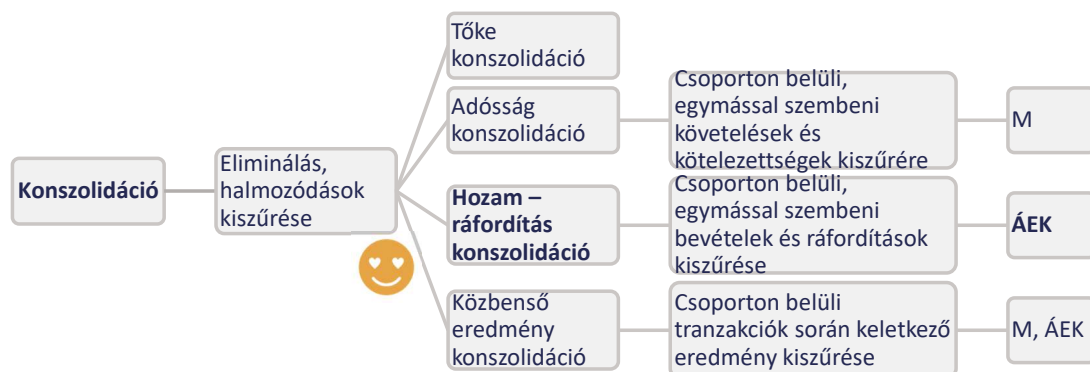 Tőke
konszolidáció
Adósság
konszolidáció
Csoporton belüli,
egymással szembeni
követelések és
kötelezettségek kiszűrére
M
Konszolidáció
Eliminálás,
halmozódások
kiszűrése
Hozam –
ráfordítás
konszolidáció
Csoporton belüli,
egymással szembeni
bevételek és ráfordítások
kiszűrése
ÁEK
Közbenső
eredmény
konszolidáció
Csoporton belüli
tranzakciók során keletkező
eredmény kiszűrése
M, ÁEK